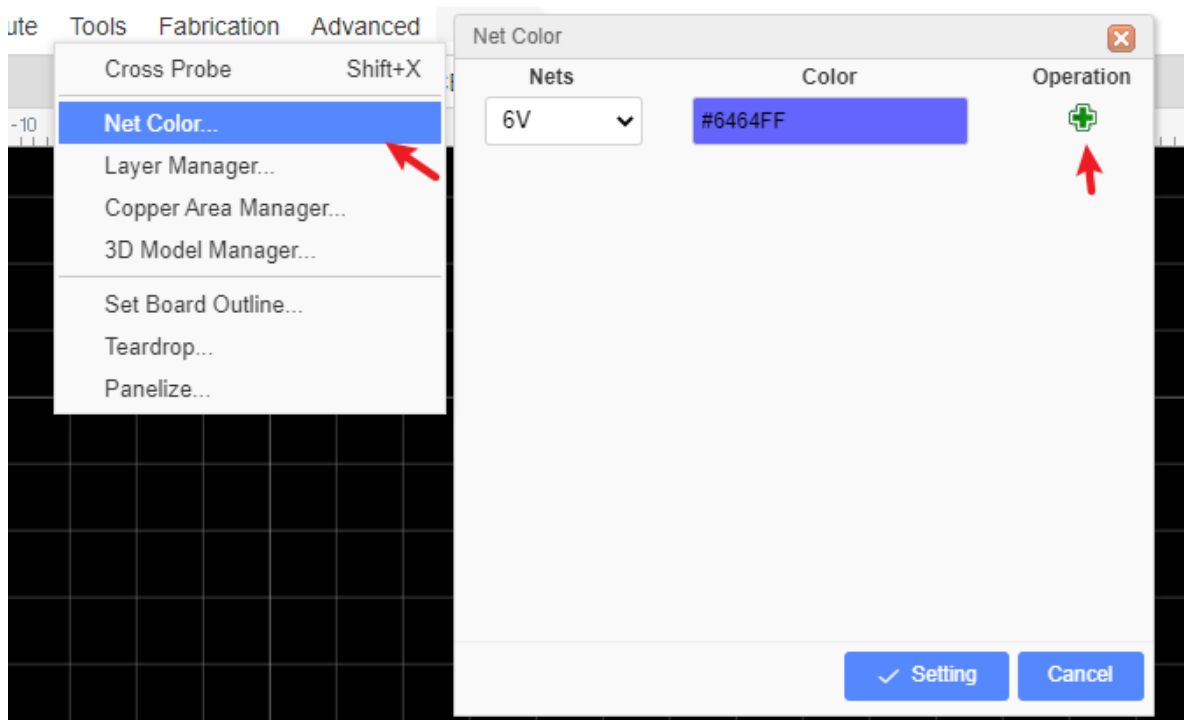 Tools Fabrication Advanced
Cross Probe Shift+X
Net Color...
Layer Manager...
Copper Area Manager...
3D Model Manager...
Set Board Outline...
Teardrop...
Panelize...
-10
Net Color
Nets Color Operation
6V #6464FF
Setting Cancel